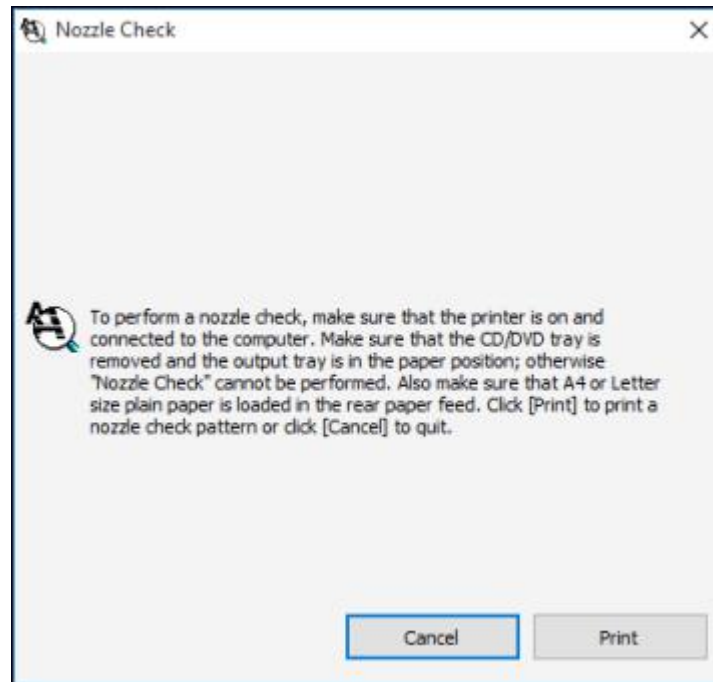 Nozzle Check
To perform a nozzle check, make sure that the printer is on and
connected to the computer. Make sure that the CD/DVD tray is
removed and the output tray is in the paper position; otherwise
"Nozzle Check" cannot be performed. Also make sure that A4 or Letter
size plain paper is loaded in the rear paper feed. Click [Print] to print a
nozzle check pattern or click [Cancel] to quit.
Cancel Print